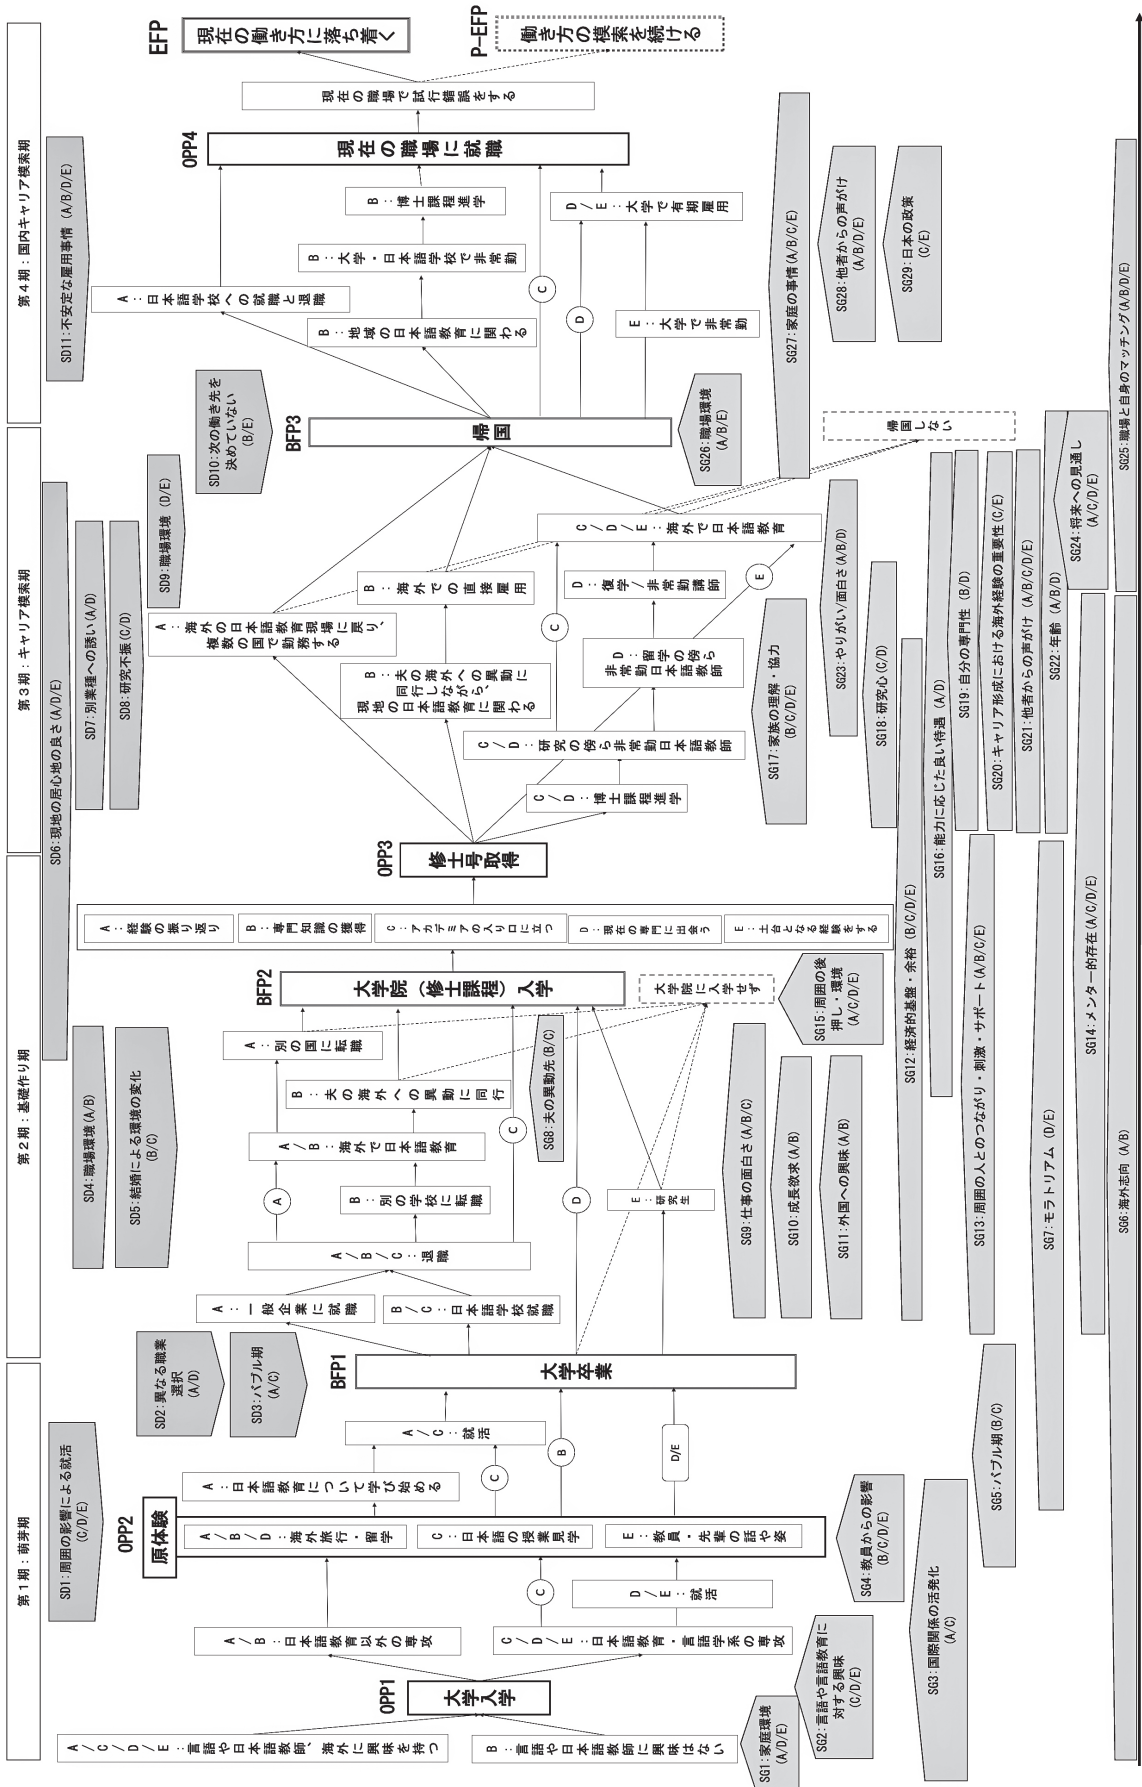 第1期：萌芽期
第2期：基礎作り期
第3期：キャリア模索期
第4期：国内キャリア模索期
SD1：周囲の影響による就活
(C/D/E)
SD2：異なる職業
選択
(A/D)
SD3：バブル期
(A/C)
SD4：職場環境(A/B)
SD5：結婚による環境の変化
(B/C)
SD6：現地の居心地の良さ(A/D/E)
SD7：別業種への誘い(A/D)
SD8：研究不振(C/D)
SD9：職場環境 (D/E)
SD10：次の働き先を
決めていない
(B/E)
SD11：不安定な雇用事情 (A/B/D/E)
A/C/D/E：言語や日本語教師、海外に興味を持つ
B：言語や日本語教師に興味はない
OPP1
大学入学
A/B：日本語教育以外の専攻
C/D/E：日本語教育・言語学系の専攻
C
D/E：就活
OPP2
原体験
A/B/D：海外旅行・留学
C：日本語の授業見学
E：教員・先輩の話や姿
A：日本語教育について学び始める
C
A/C：就活
B
D/E
BFP1
大学卒業
A：一般企業に就職
B/C：日本語学校就職
A/B/C：退職
A
B：別の学校に転職
A/B：海外で日本語教育
B：夫の海外への異動に同行
A：別の国に転職
C
D
E：研究生
BFP2
大学院（修士課程）入学
大学院に入学せず
A：経験の振り返り
B：専門知識の獲得
C：アカデミアの入り口に立つ
D：現在の専門に出会う
E：土台となる経験をする
OPP3
修士号取得
A：海外の日本語教育現場に戻り、
複数の国で勤務する
B：夫の海外への異動に
同行しながら、
現地の日本語教育に関わる
B：海外での直接雇用
C/D：博士課程進学
C/D：研究の傍ら非常勤日本語教師
C
D：留学の傍ら
非常勤日本語教師
D：復学/非常勤講師
E
C/D/E：海外で日本語教育
BFP3
帰国
帰国しない
A：日本語学校への就職と退職
B：地域の日本語教育に関わる
B：大学・日本語学校で非常勤
B：博士課程進学
C
D
E：大学で非常勤
D/E：大学で有期雇用
OPP4
現在の職場に就職
現在の職場で試行錯誤をする
EFP
現在の働き方に落ち着く
P-EFP
働き方の模索を続ける
SG1：家庭環境
(A/D/E)
SG2：言語や言語教育に
対する興味
(C/D/E)
SG3：国際関係の活発化
(A/C)
SG4：教員からの影響
(B/C/D/E)
SG5：バブル期(B/C)
SG6：海外志向 (A/B)
SG7：モラトリアム (D/E)
SG8：夫の異動先(B/C)
SG9：仕事の面白さ(A/B/C)
SG10：成長欲求(A/B)
SG11：外国への興味(A/B)
SG12：経済的基盤・余裕 (B/C/D/E)
SG13：周囲の人とのつながり・刺激・サポート(A/B/C/E)
SG14：メンター的存在(A/C/D/E)
SG15：周囲の後
押し・環境
(A/C/D/E)
SG16：能力に応じた良い待遇 (A/D)
SG17：家族の理解・協力
(B/C/D/E)
SG18：研究心(C/D)
SG19：自分の専門性 (B/D)
SG20：キャリア形成における海外経験の重要性(C/E)
SG21：他者からの声がけ (A/B/C/D/E)
SG22：年齢 (A/B/D)
SG23：やりがい/面白さ(A/B/D)
SG24：将来への見通し
(A/C/D/E)
SG25：職場と自身のマッチング(A/B/D/E)
SG26：職場環境
(A/B/E)
SG27：家庭の事情(A/B/C/E)
SG28：他者からの声がけ
(A/B/D/E)
SG29：日本の政策
(C/E)